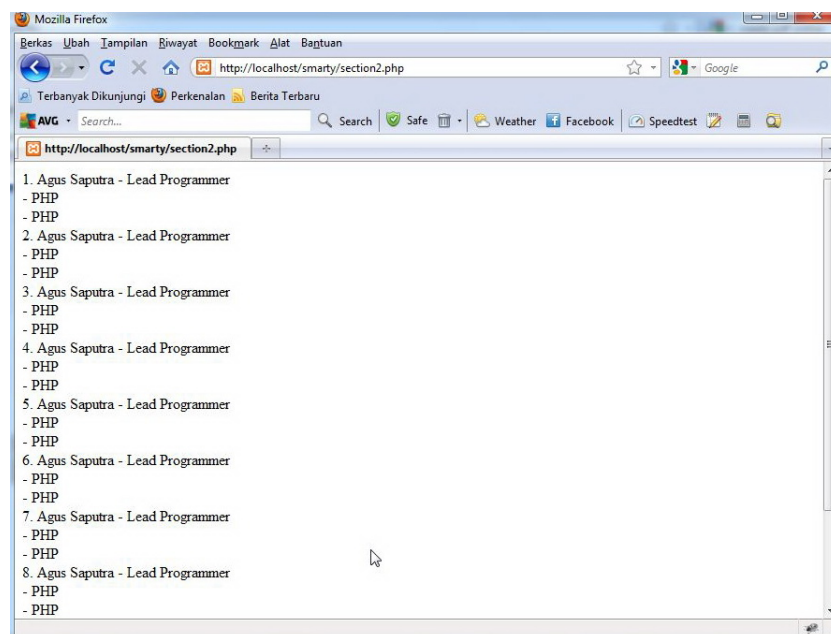 Mozilla Firefox
Berkas Ubah Tampilan Riwayat Bookmark Alat Bantuan
http://localhost/smarty/section2.php Google
Terbanyak Dikunjungi Perkenalan Berita Terbaru
AVG Search... Search Safe Weather Facebook Speedtest
http://localhost/smarty/section2.php
1. Agus Saputra - Lead Programmer
- PHP
- PHP
2. Agus Saputra - Lead Programmer
- PHP
- PHP
3. Agus Saputra - Lead Programmer
- PHP
- PHP
4. Agus Saputra - Lead Programmer
- PHP
- PHP
5. Agus Saputra - Lead Programmer
- PHP
- PHP
6. Agus Saputra - Lead Programmer
- PHP
- PHP
7. Agus Saputra - Lead Programmer
- PHP
- PHP
8. Agus Saputra - Lead Programmer
- PHP
- PHP